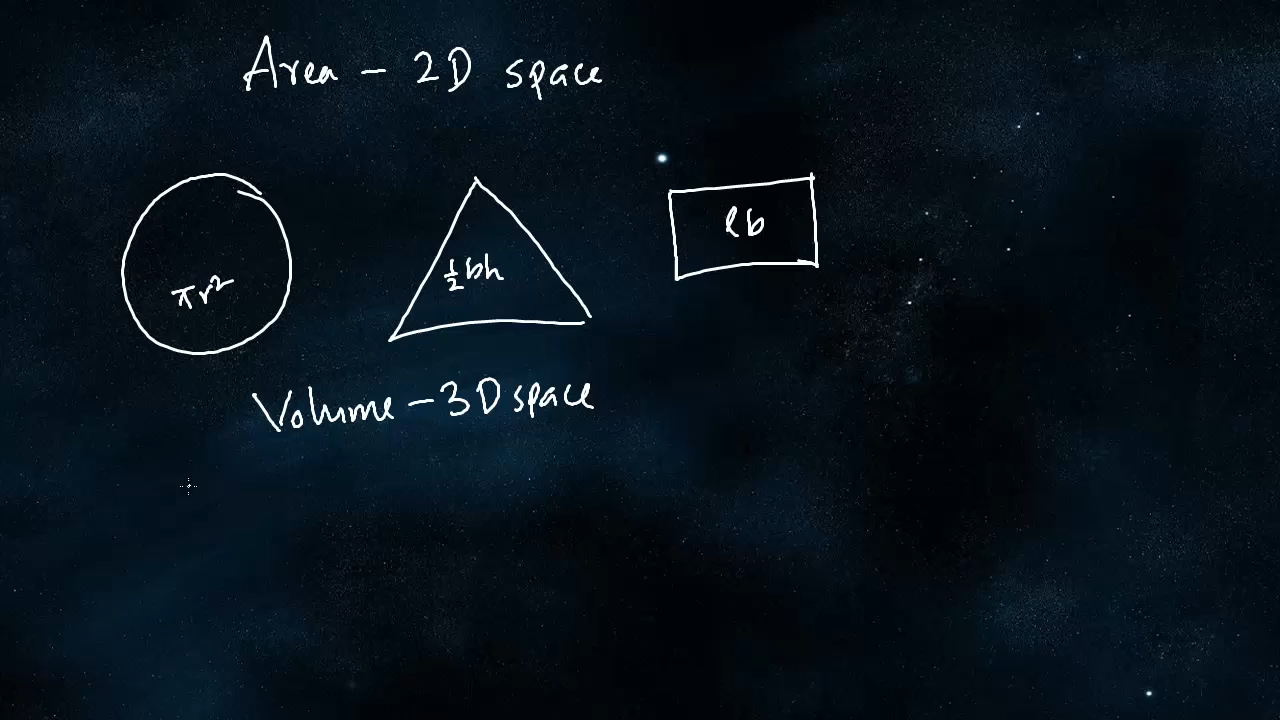 Area - 2D space
πr²
½bh
lb
Volume - 3D space